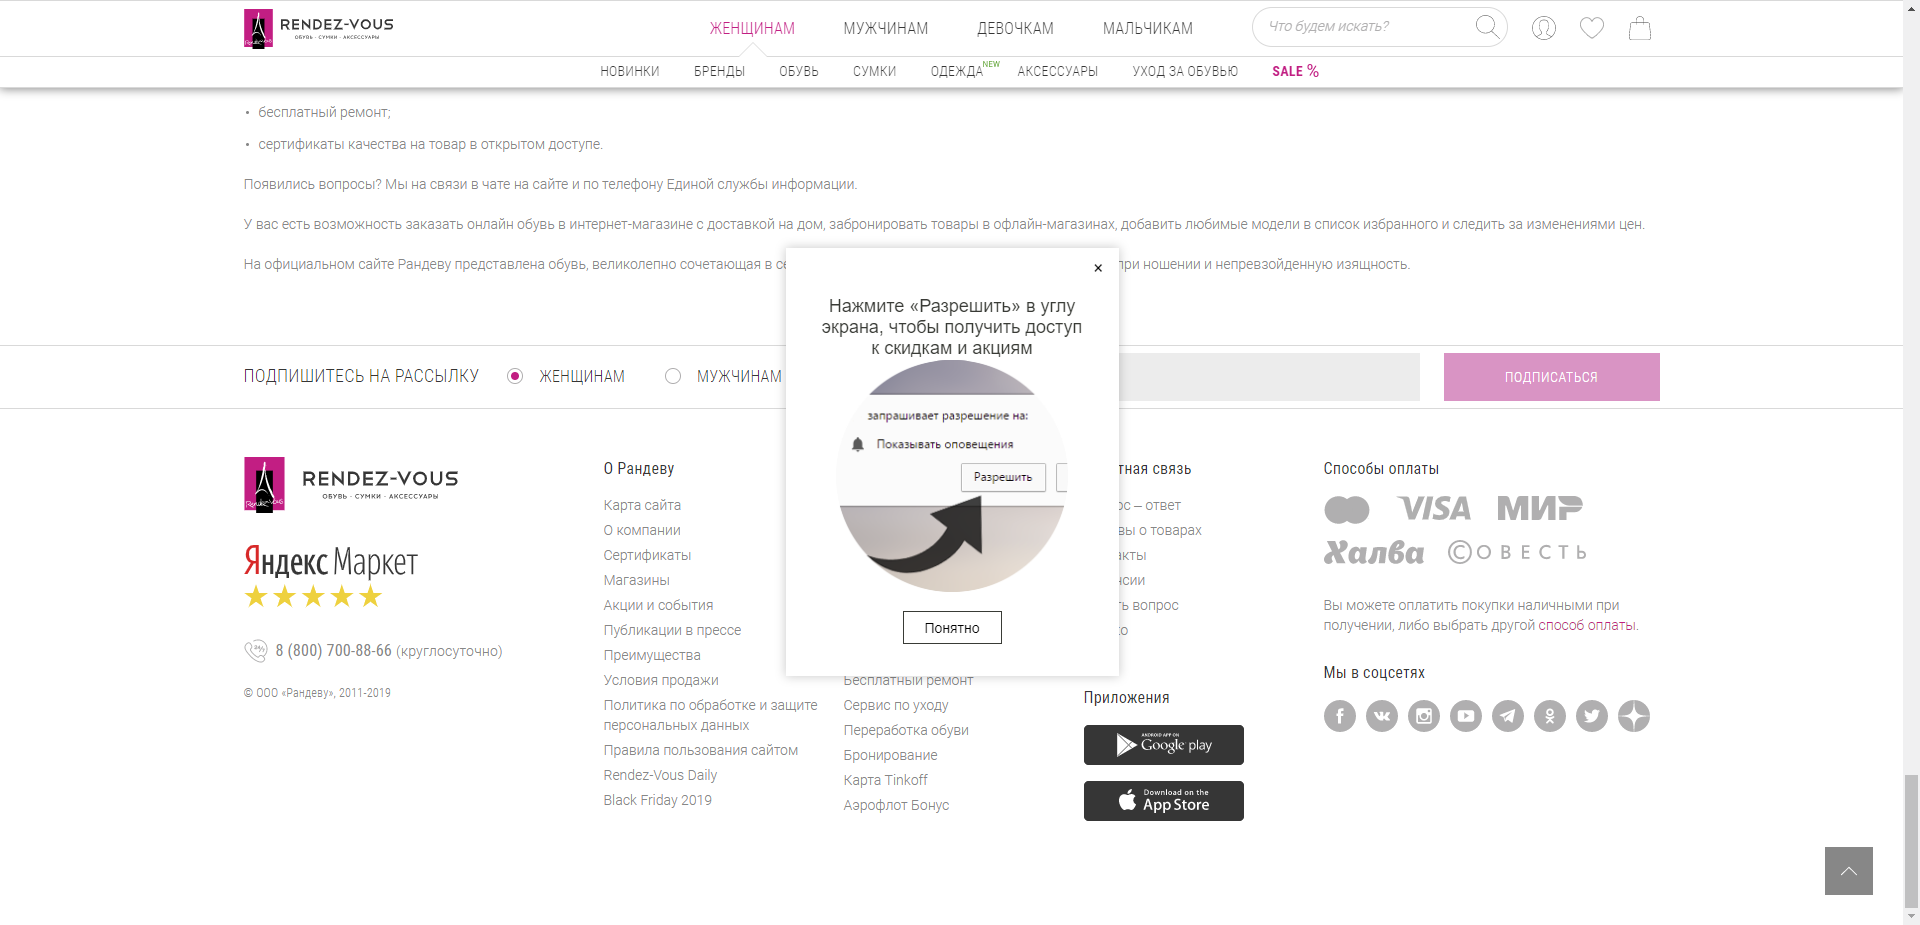 RENDEZ-VOUS
ОБУВЬ · СУМКИ · АКСЕССУАРЫ
ЖЕНЩИНАМ
МУЖЧИНАМ
ДЕВОЧКАМ
МАЛЬЧИКАМ
Что будем искать?
НОВИНКИ
БРЕНДЫ
ОБУВЬ
СУМКИ
ОДЕЖДА NEW
АКСЕССУАРЫ
УХОД ЗА ОБУВЬЮ
SALE %
• бесплатный ремонт;
• сертификаты качества на товар в открытом доступе.
Появились вопросы? Мы на связи в чате на сайте и по телефону Единой службы информации.
У вас есть возможность заказать онлайн обувь в интернет-магазине с доставкой на дом, забронировать товары в офлайн-магазинах, добавить любимые модели в список избранного и следить за изменениями цен.
На официальном сайте Рандеву представлена обувь, великолепно сочетающая в се
при ношении и непревзойденную изящность.
×
Нажмите «Разрешить» в углу
экрана, чтобы получить доступ
к скидкам и акциям
запрашивает разрешение на:
Показывать оповещения
Разрешить
Понятно
ПОДПИШИТЕСЬ НА РАССЫЛКУ
ЖЕНЩИНАМ
МУЖЧИНАМ
ПОДПИСАТЬСЯ
RENDEZ-VOUS
ОБУВЬ · СУМКИ · АКСЕССУАРЫ
Яндекс Маркет
8 (800) 700-88-66 (круглосуточно)
© ООО «Рандеву», 2011-2019
О Рандеву
Карта сайта
О компании
Сертификаты
Магазины
Акции и события
Публикации в прессе
Преимущества
Условия продажи
Политика по обработке и защите
персональных данных
Правила пользования сайтом
Rendez-Vous Daily
Black Friday 2019
Бесплатный ремонт
Сервис по уходу
Переработка обуви
Бронирование
Карта Tinkoff
Аэрофлот Бонус
тная связь
ос – ответ
вы о товарах
акты
нсии
ть вопрос
ко
Приложения
ANDROID APP ON
Google play
Download on the
App Store
Способы оплаты
VISA
МИР
Халва
©ОВЕСТЬ
Вы можете оплатить покупки наличными при
получении, либо выбрать другой способ оплаты.
Мы в соцсетях